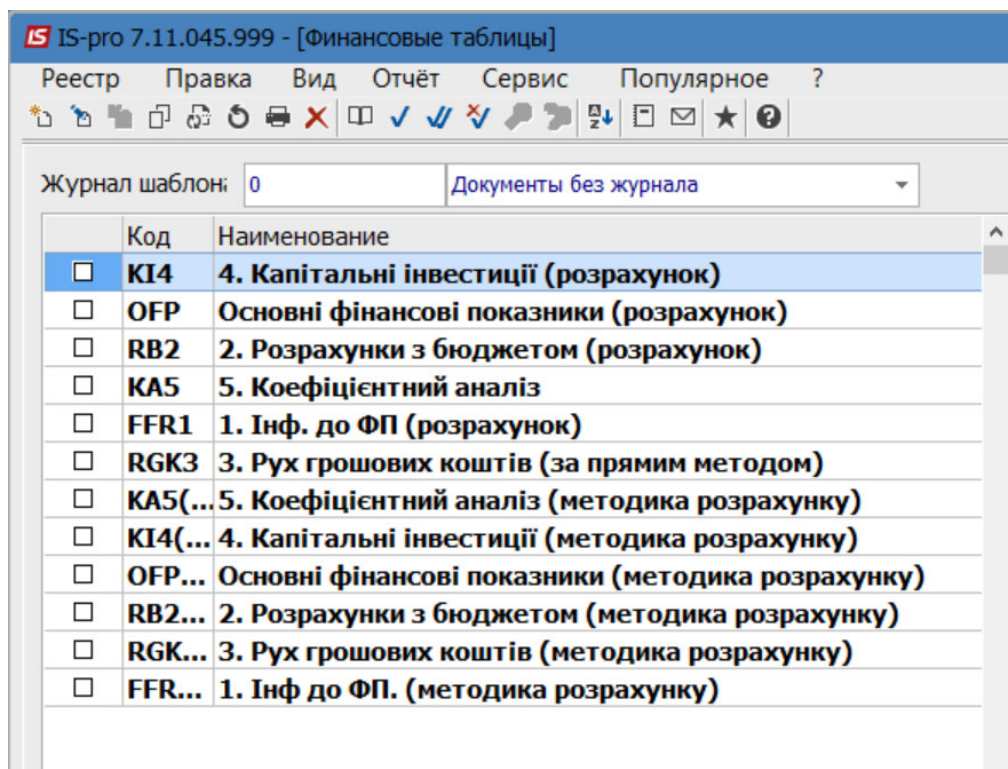 IS IS-pro 7.11.045.999 - [Финансовые таблицы]
Реестр Правка Вид Отчёт Сервис Популярное ?
Журнал шаблон 0 Документы без журнала
Код Наименование
KI4 4. Капітальні інвестиції (розрахунок)
OFP Основні фінансові показники (розрахунок)
RB2 2. Розрахунки з бюджетом (розрахунок)
KA5 5. Коефіцієнтний аналіз
FFR1 1. Інф. до ФП (розрахунок)
RGK3 3. Рух грошових коштів (за прямим методом)
KA5(... 5. Коефіцієнтний аналіз (методика розрахунку)
KI4(... 4. Капітальні інвестиції (методика розрахунку)
OFP... Основні фінансові показники (методика розрахунку)
RB2... 2. Розрахунки з бюджетом (методика розрахунку)
RGK... 3. Рух грошових коштів (методика розрахунку)
FFR... 1. Інф до ФП. (методика розрахунку)